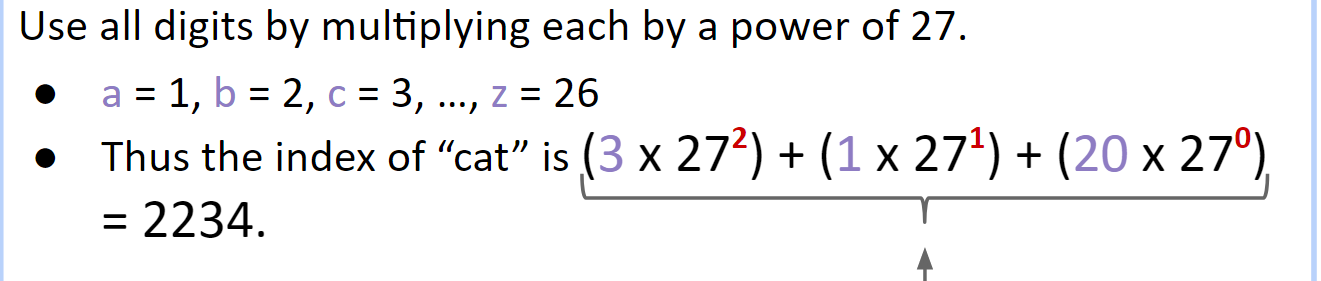 Use all digits by multiplying each by a power of 27.
● a = 1, b = 2, c = 3, ..., z = 26
● Thus the index of “cat” is (3 x 27²) + (1 x 27¹) + (20 x 27⁰)
= 2234.